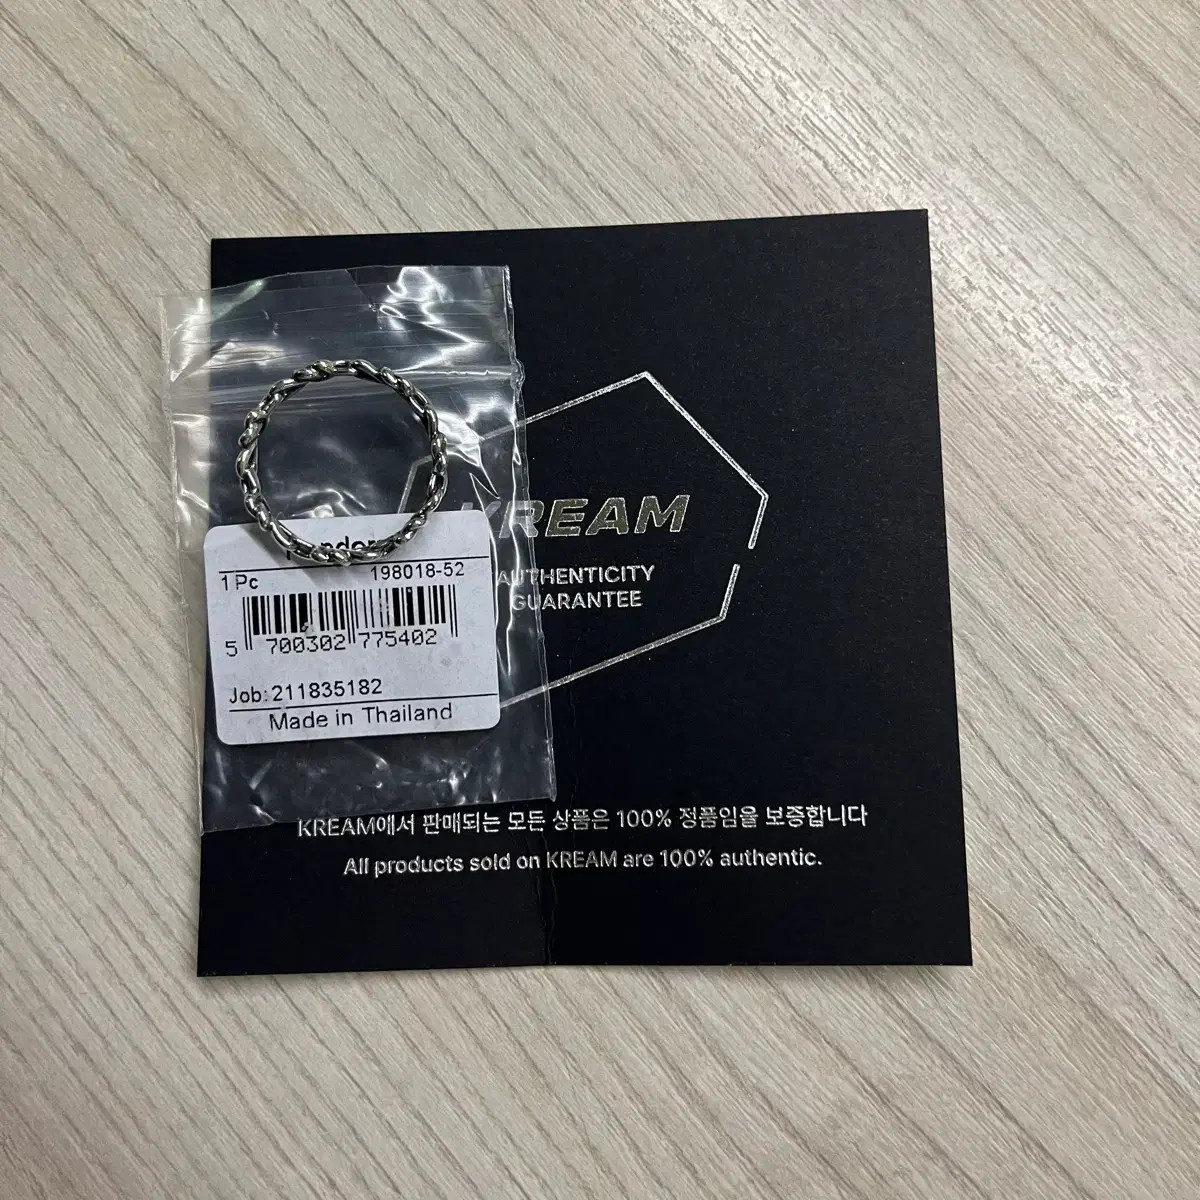 1 Pc 198018-52
5 700302 775402
Job: 211835182
Made in Thailand
KREAM
AUTHENTICITY
GUARANTEE
KREAM에서 판매되는 모든 상품은 100% 정품임을 보증합니다
All products sold on KREAM are 100% authentic.